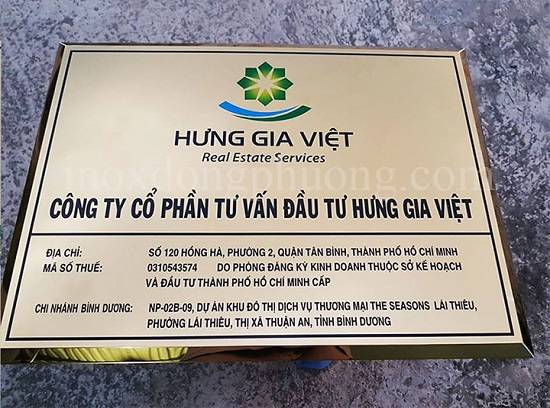 HƯNG GIA VIỆT
Real Estate Services
inoxdongphuong.com
CÔNG TY CỔ PHẦN TƯ VẤN ĐẦU TƯ HƯNG GIA VIỆT
ĐỊA CHỈ: SỐ 120 HỒNG HÀ, PHƯỜNG 2, QUẬN TÂN BÌNH, THÀNH PHỐ HỒ CHÍ MINH
MÃ SỐ THUẾ: 0310543574 DO PHÒNG ĐĂNG KÝ KINH DOANH THUỘC SỞ KẾ HOẠCH
VÀ ĐẦU TƯ THÀNH PHỐ HỒ CHÍ MINH CẤP
CHI NHÁNH BÌNH DƯƠNG: NP-02B-09, DỰ ÁN KHU ĐÔ THỊ DỊCH VỤ THƯƠNG MẠI THE SEASONS LÁI THIÊU,
PHƯỜNG LÁI THIÊU, THỊ XÃ THUẬN AN, TỈNH BÌNH DƯƠNG